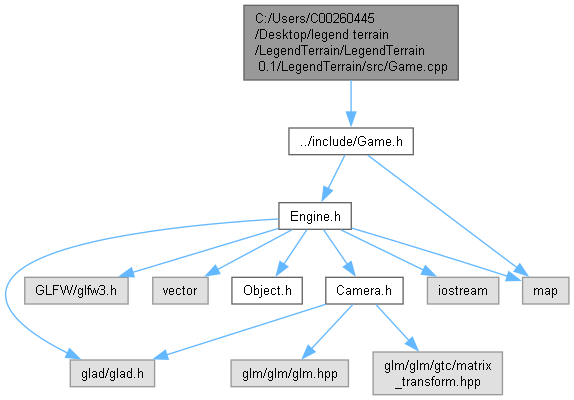 C:/Users/C00260445
/Desktop/legend terrain
/LegendTerrain/LegendTerrain
0.1/LegendTerrain/src/Game.cpp
../include/Game.h
Engine.h
GLFW/glfw3.h
vector
Object.h
Camera.h
iostream
map
glad/glad.h
glm/glm/glm.hpp
glm/glm/gtc/matrix
_transform.hpp